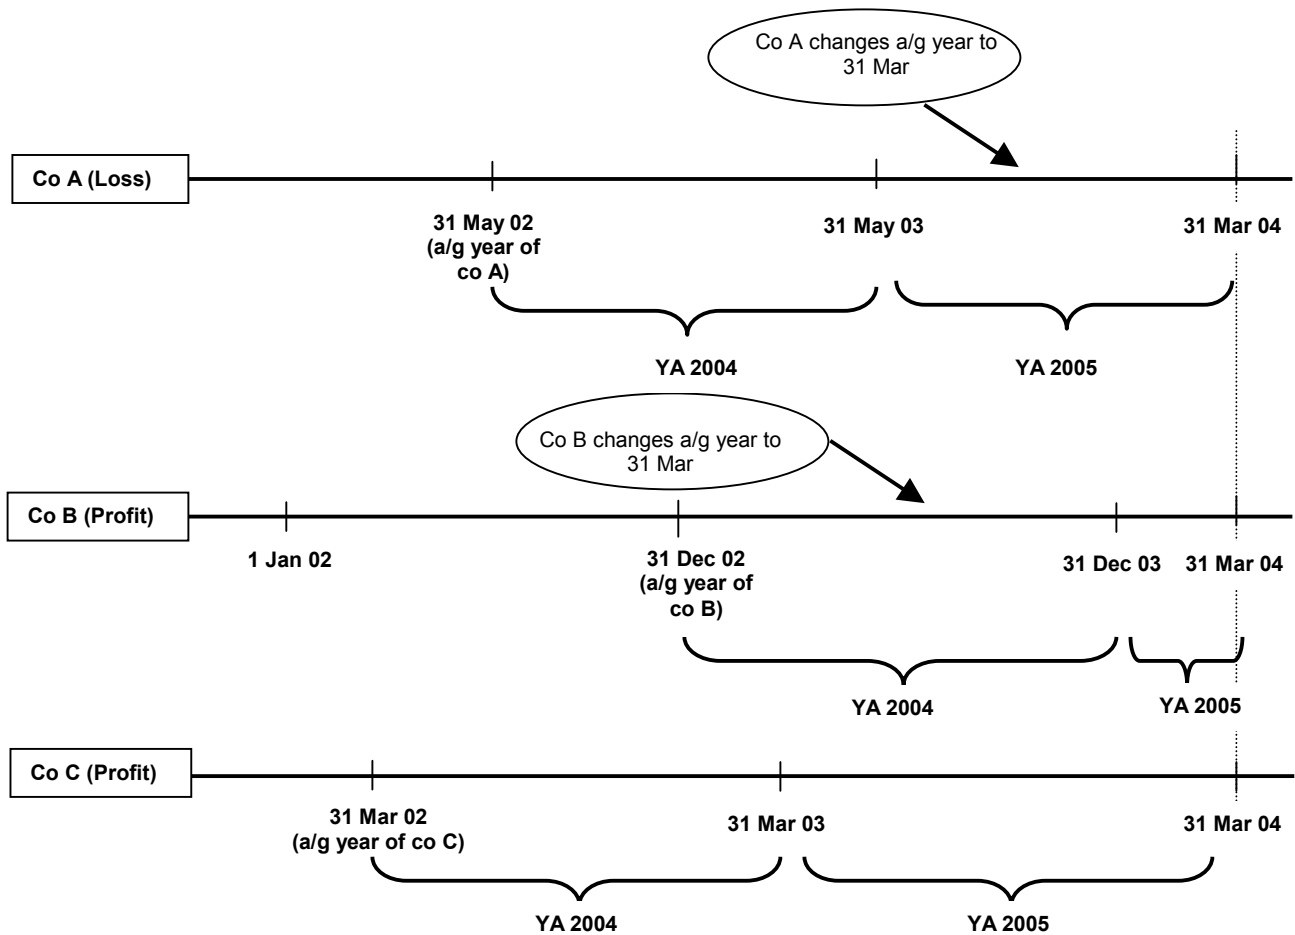 Co A changes a/g year to
31 Mar
Co A (Loss)
31 May 02
(a/g year of
co A)
31 May 03
31 Mar 04
YA 2004
YA 2005
Co B changes a/g year to
31 Mar
Co B (Profit)
1 Jan 02
31 Dec 02
(a/g year of
co B)
31 Dec 03
31 Mar 04
YA 2004
YA 2005
Co C (Profit)
31 Mar 02
(a/g year of co C)
31 Mar 03
31 Mar 04
YA 2004
YA 2005